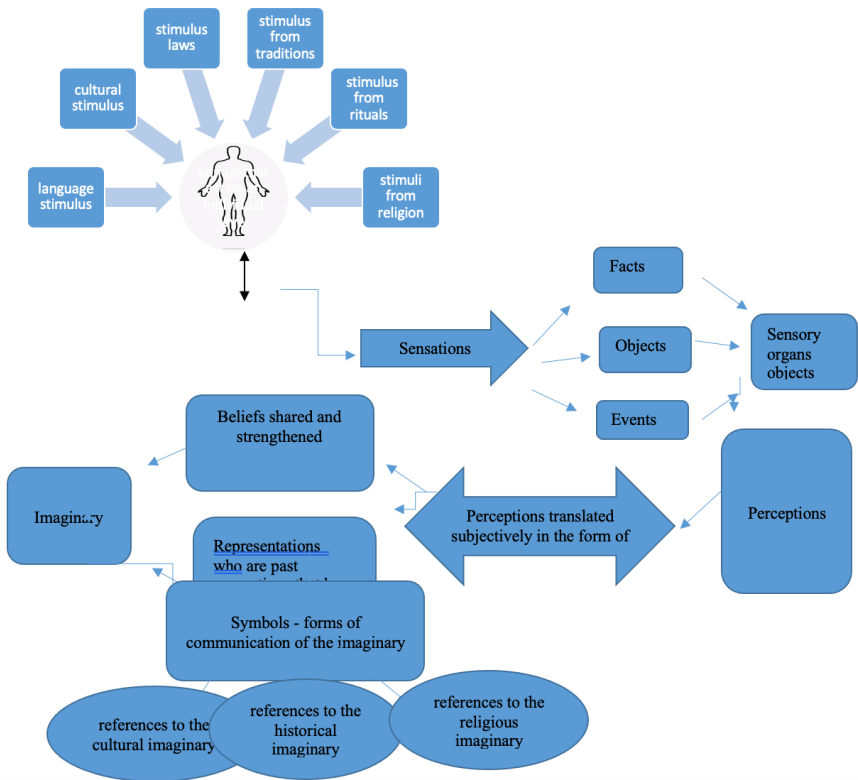 stimulus
laws
stimulus
from
traditions
cultural
stimulus
stimulus
from
rituals
language
stimulus
stimuli
from
religion
Facts
Sensations
Objects
Sensory
organs
objects
Events
Beliefs shared and
strengthened
Imaginary
Perceptions translated
subjectively in the form of
Perceptions
Representations
who are past
Symbols - forms of
communication of the imaginary
references to the
cultural imaginary
references to the
historical
imaginary
references to the
religious
imaginary